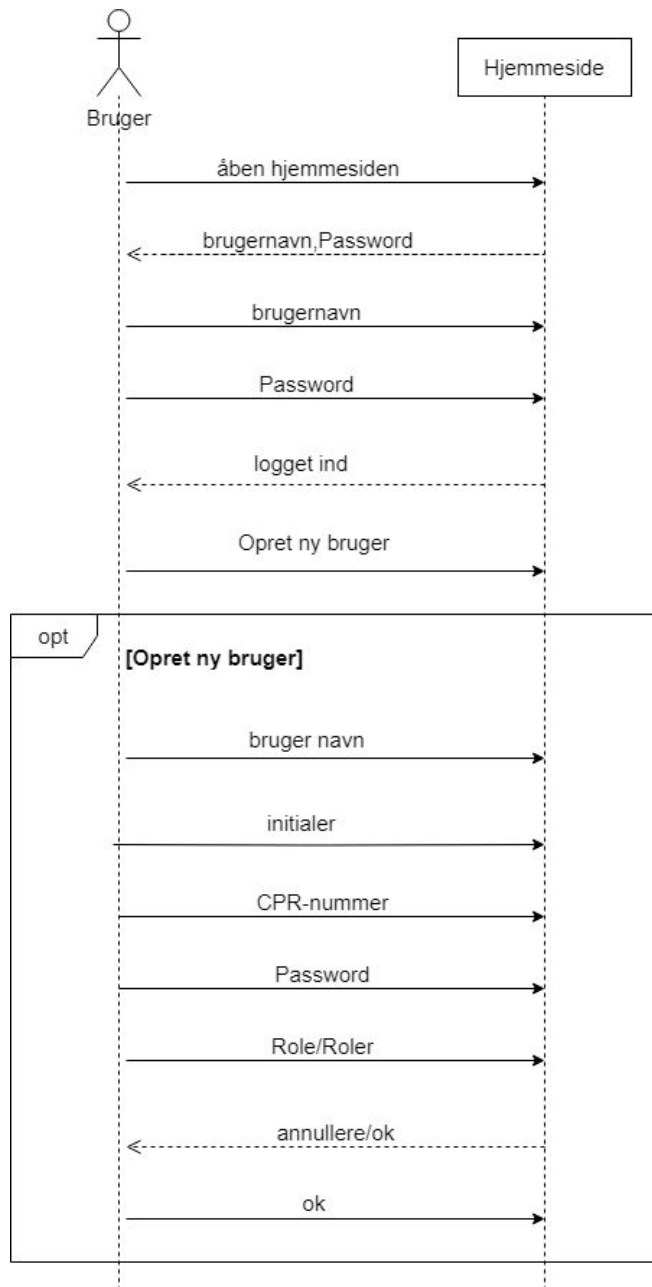 Bruger
Hjemmeside
åben hjemmesiden
brugernavn,Password
brugernavn
Password
logget ind
Opret ny bruger
opt
[Opret ny bruger]
bruger navn
initialer
CPR-nummer
Password
Role/Roler
annullere/ok
ok